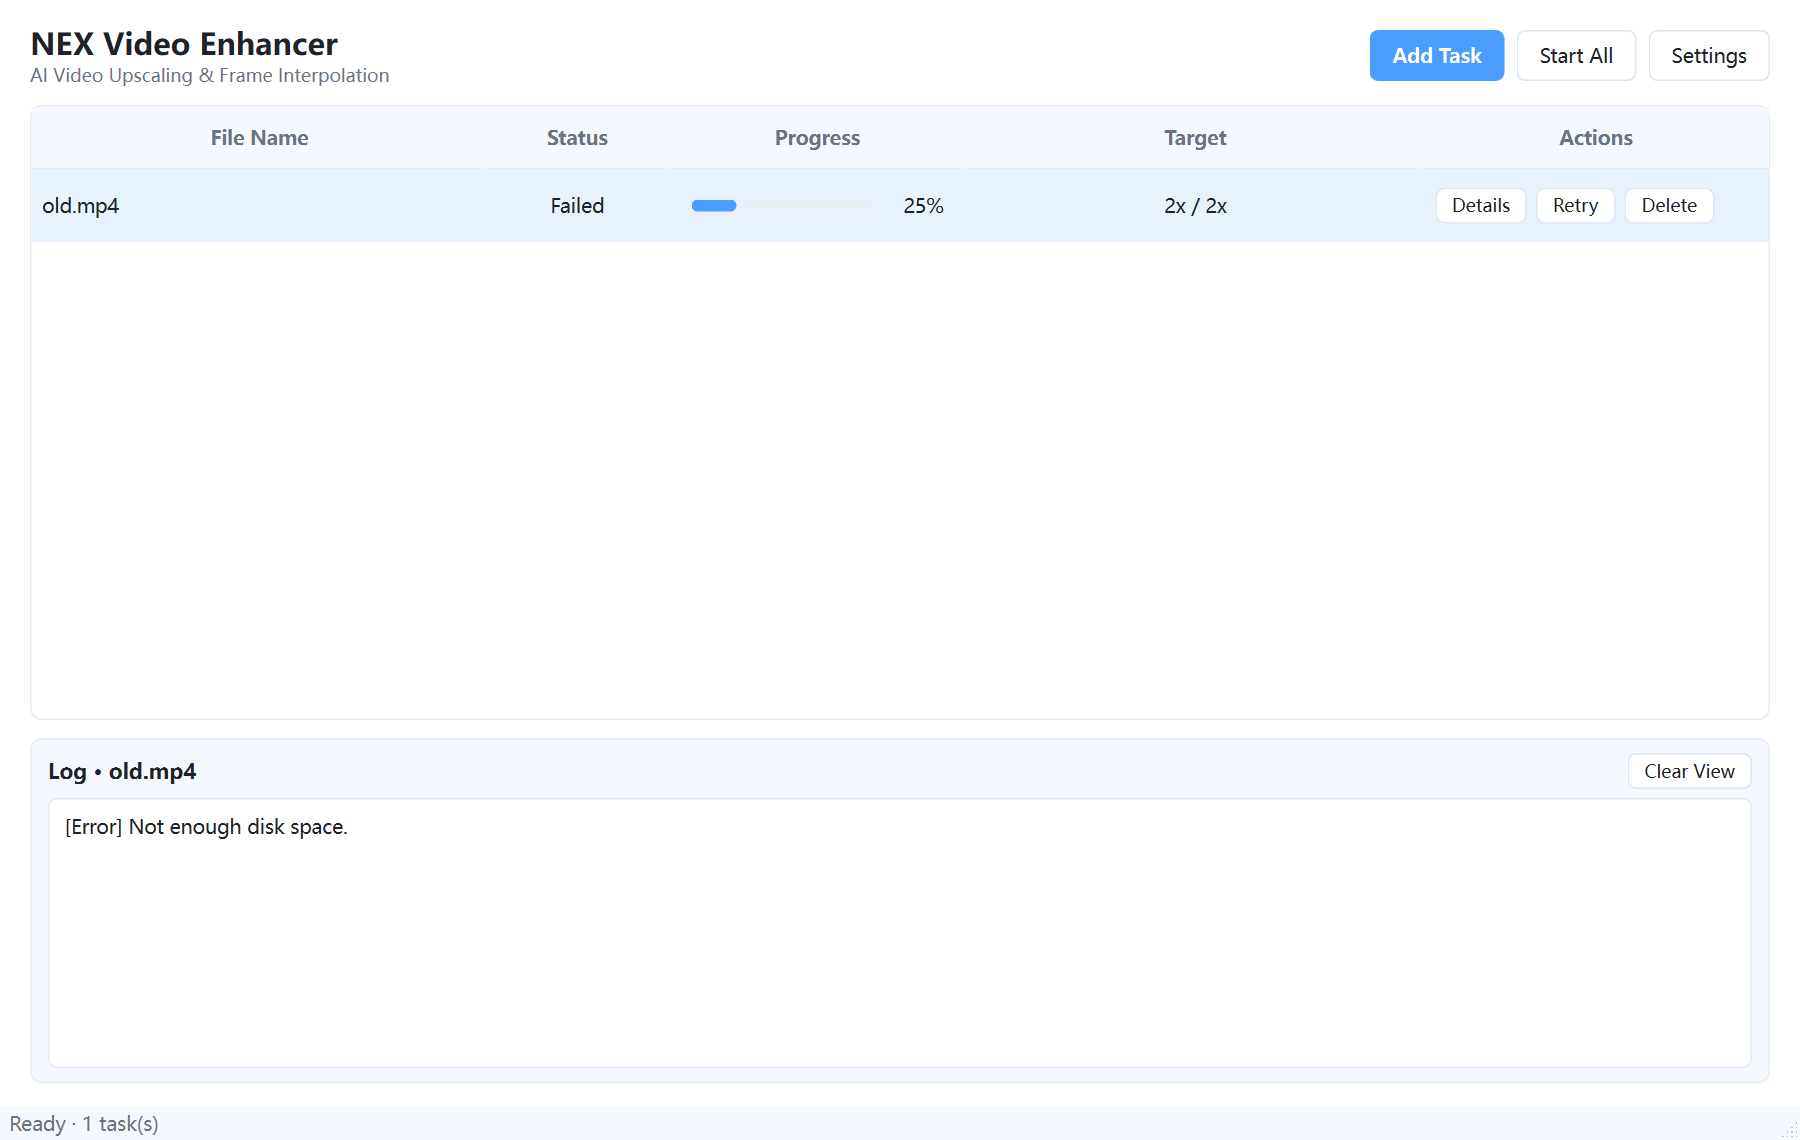 NEX Video Enhancer
AI Video Upscaling & Frame Interpolation
Add Task
Start All
Settings
File Name
Status
Progress
Target
Actions
old.mp4
Failed
25%
2x / 2x
Details
Retry
Delete
Log • old.mp4
Clear View
[Error] Not enough disk space.
Ready · 1 task(s)